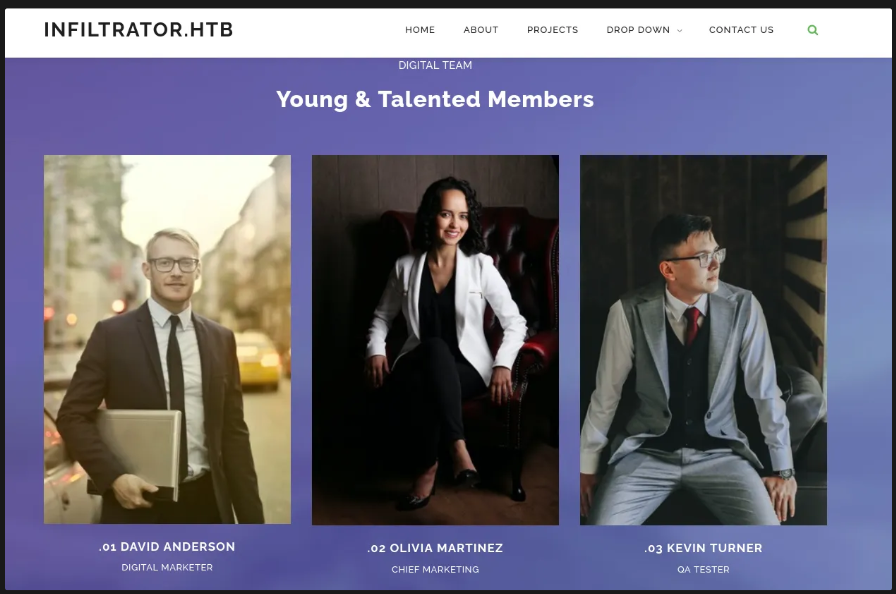 INFILTRATOR.HTB
HOME ABOUT PROJECTS DROP DOWN CONTACT US
DIGITAL TEAM
Young & Talented Members
.01 DAVID ANDERSON
DIGITAL MARKETER
.02 OLIVIA MARTINEZ
CHIEF MARKETING
.03 KEVIN TURNER
QA TESTER